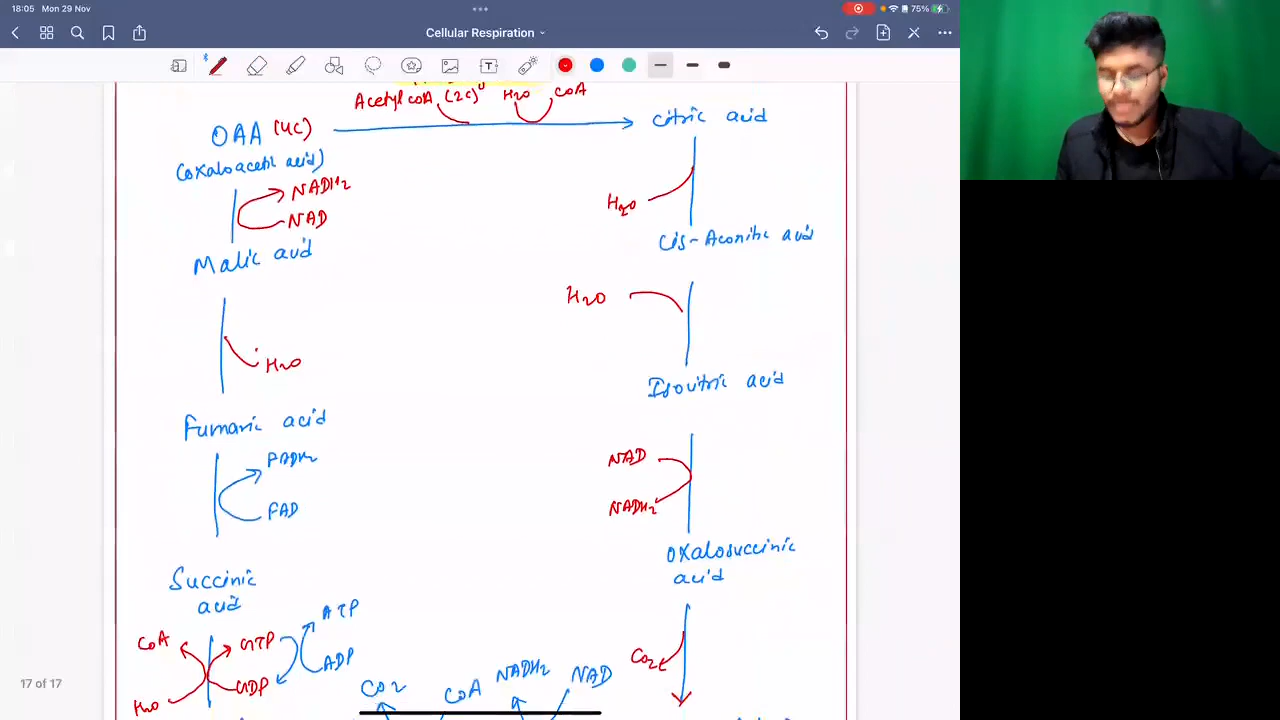 18:05 Mon 29 Nov
75%
Cellular Respiration
Acetyl coA (2C)
H2O
COA
OAA (4C)
Citric acid
(oxaloacetic acid)
NADH2
NAD
H2O
Malic acid
Cis-Aconitic acid
H2O
H2O
Isocitric acid
Fumaric acid
FADH2
FAD
NAD
NADH2
Oxalosuccinic
acid
Succinic
acid
ATP
COA
GTP
ADP
GDP
H2O
CO2
17 of 17
CO2
COA
NADH2
NAD